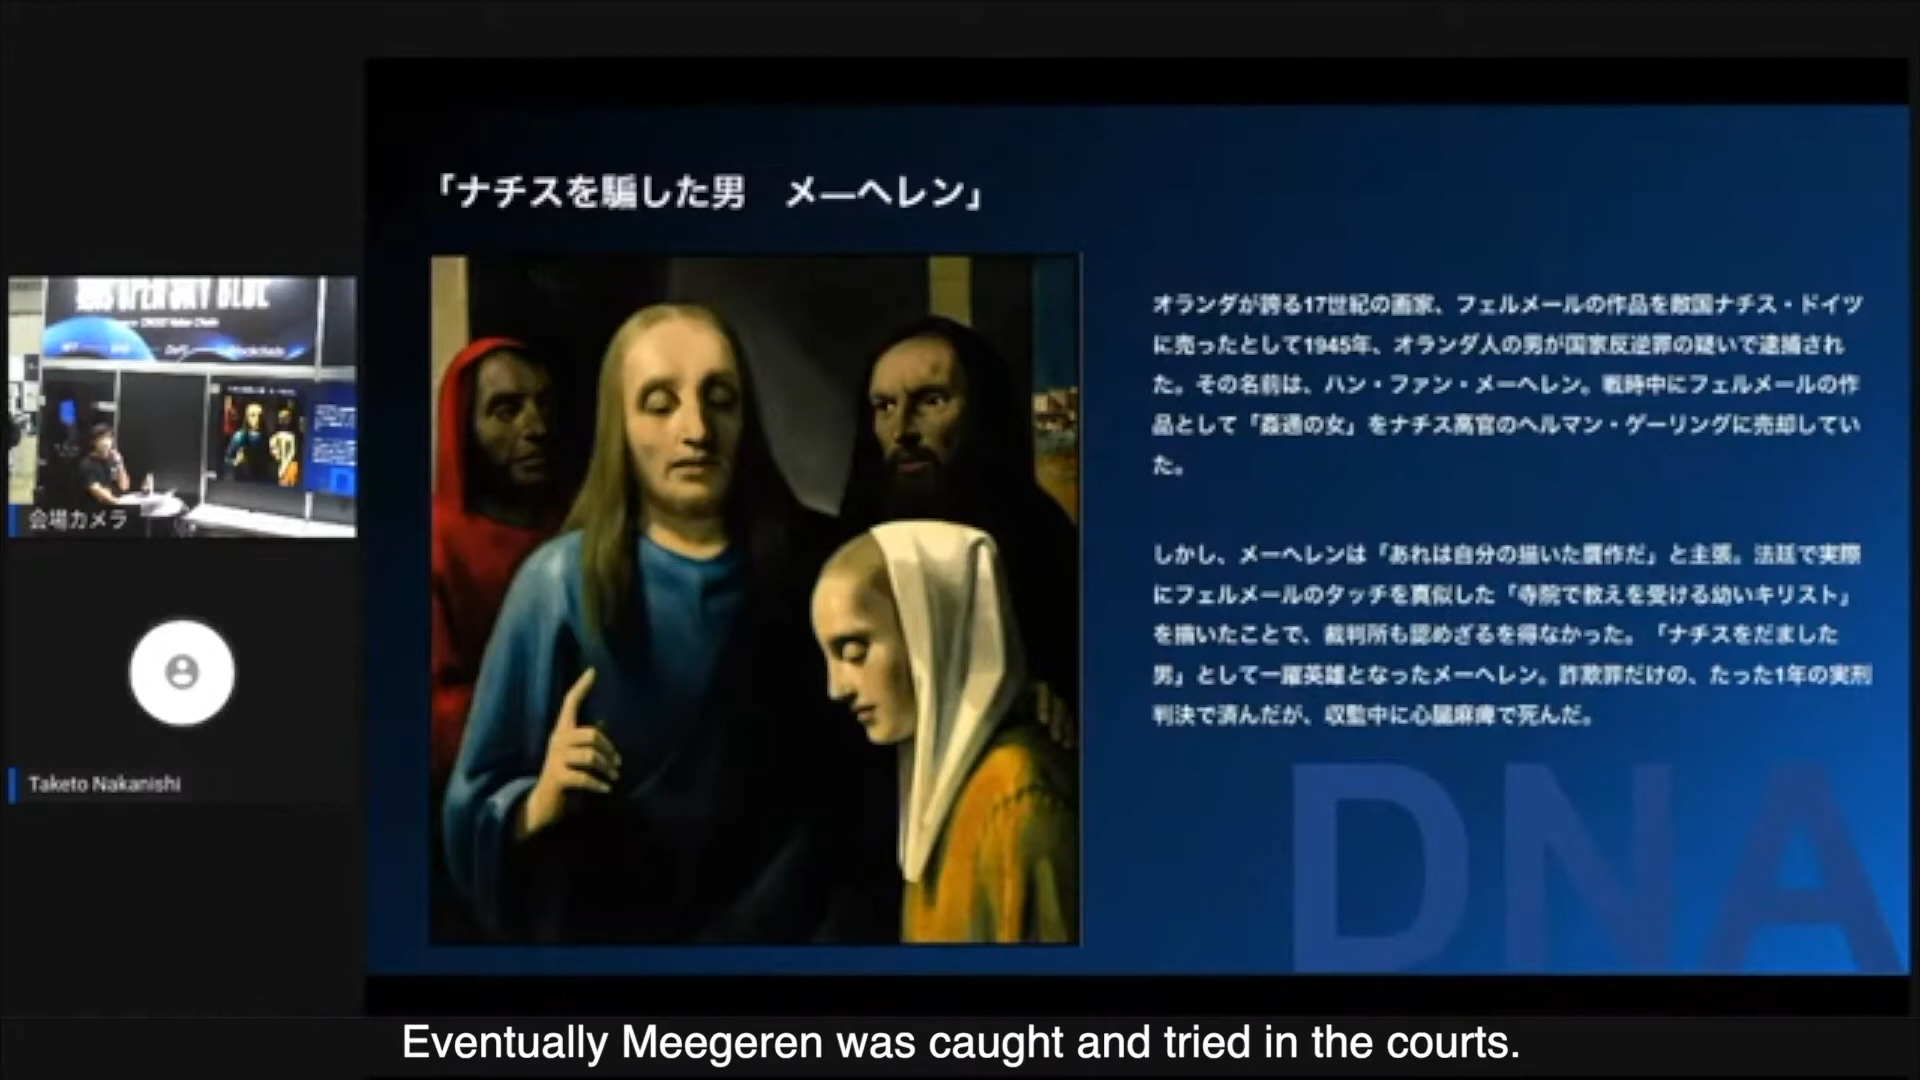 「ナチスを騙した男　メーヘレン」
オランダが誇る17世紀の画家、フェルメールの作品を敵国ナチス・ドイツ
に売ったとして1945年、オランダ人の男が国家反逆罪の疑いで逮捕され
た。その名前は、ハン・ファン・メーヘレン。戦時中にフェルメールの作
品として「姦通の女」をナチス高官のヘルマン・ゲーリングに売却してい
た。
しかし、メーヘレンは「あれは自分の描いた贋作だ」と主張。法廷で実際
にフェルメールのタッチを真似した「寺院で教えを受ける幼いキリスト」
を描いたことで、裁判所も認めざるを得なかった。「ナチスをだました
男」として一躍英雄となったメーヘレン。詐欺罪だけの、たった1年の実刑
判決で済んだが、収監中に心臓麻痺で死んだ。
DNA
SKY BLUE
会場カメラ
Taketo Nakanishi
Eventually Meegeren was caught and tried in the courts.